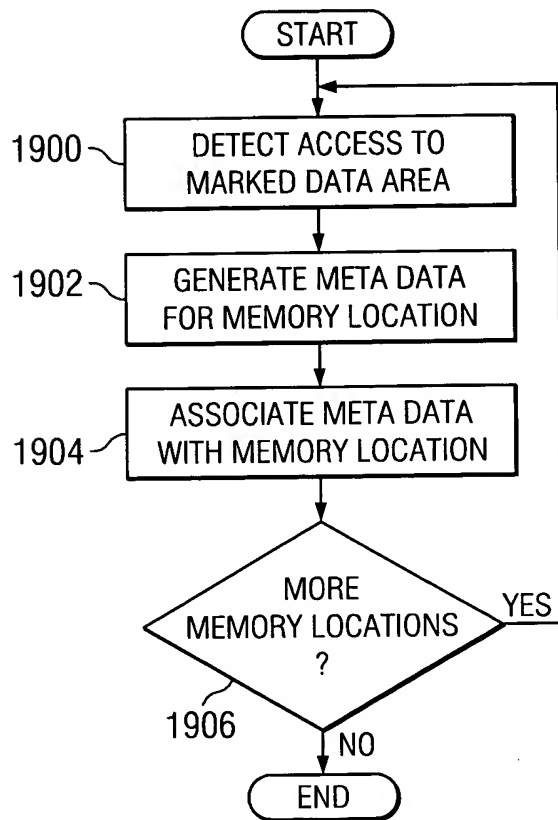 START
1900
DETECT ACCESS TO
MARKED DATA AREA
1902
GENERATE META DATA
FOR MEMORY LOCATION
1904
ASSOCIATE META DATA
WITH MEMORY LOCATION
MORE
MEMORY LOCATIONS
?
YES
1906
NO
END